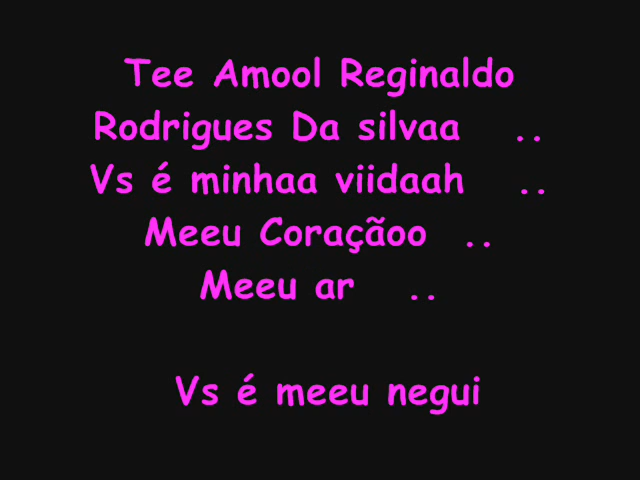 Tee Amool Reginaldo
Rodrigues Da silvaa ..
Vs é minhaa viidaah ..
Meeu Coraçãoo ..
Meeu ar ..
Vs é meeu negui